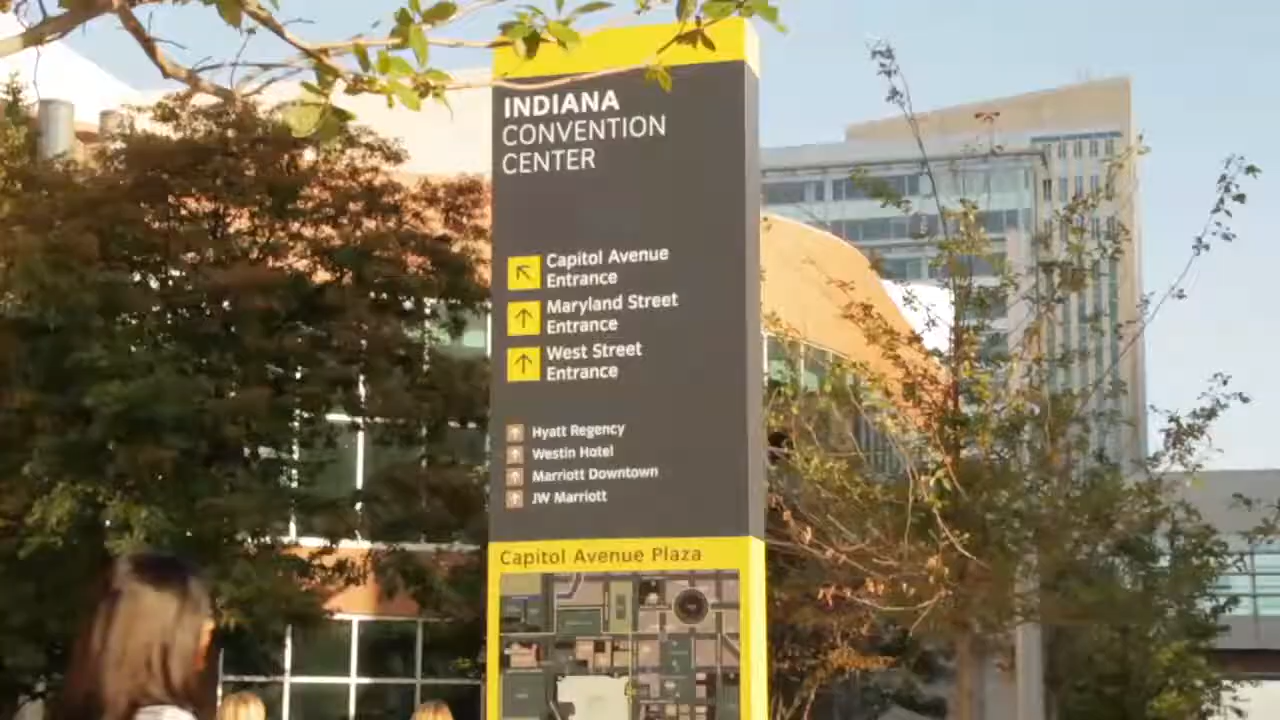 INDIANA
CONVENTION
CENTER
Capitol Avenue
Entrance
Maryland Street
Entrance
West Street
Entrance
Hyatt Regency
Westin Hotel
Marriott Downtown
JW Marriott
Capitol Avenue Plaza